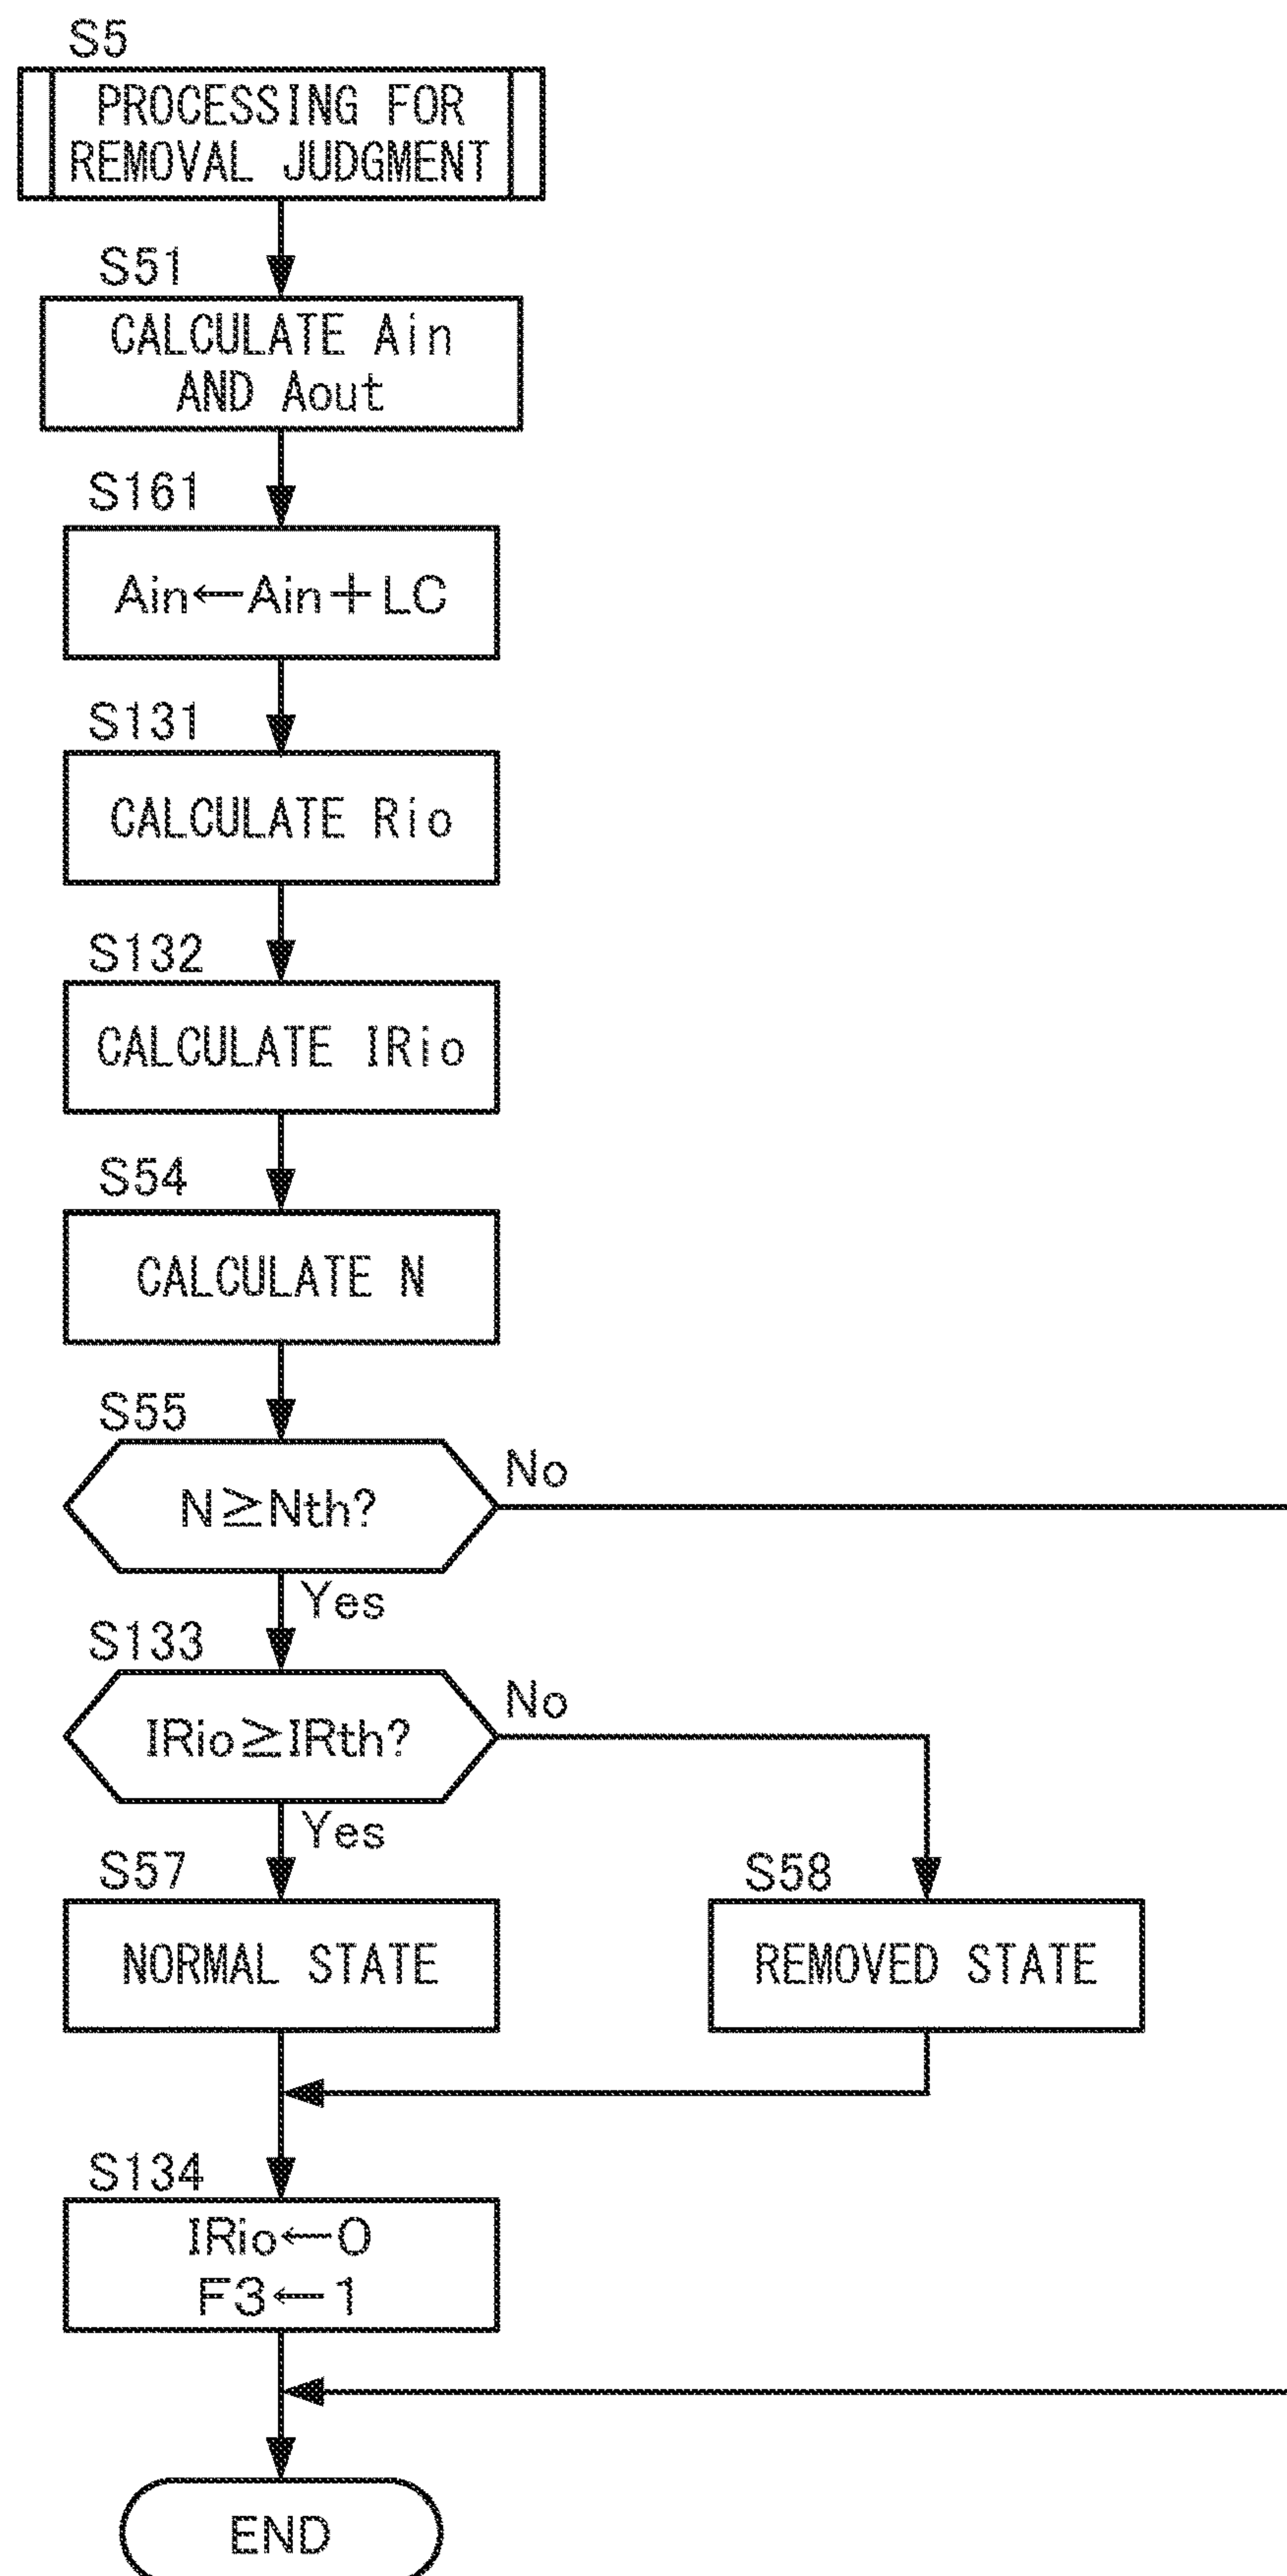 S5
PROCESSING FOR
REMOVAL JUDGMENT
S51
CALCULATE Ain
AND Aout
S161
Ain←Ain+LC
S131
CALCULATE Rio
S132
CALCULATE IRio
S54
CALCULATE N
S55
N≧Nth?
No
Yes
S133
IRio≧IRth?
No
Yes
S57
NORMAL STATE
S58
REMOVED STATE
S134
IRio←0
F3←1
END